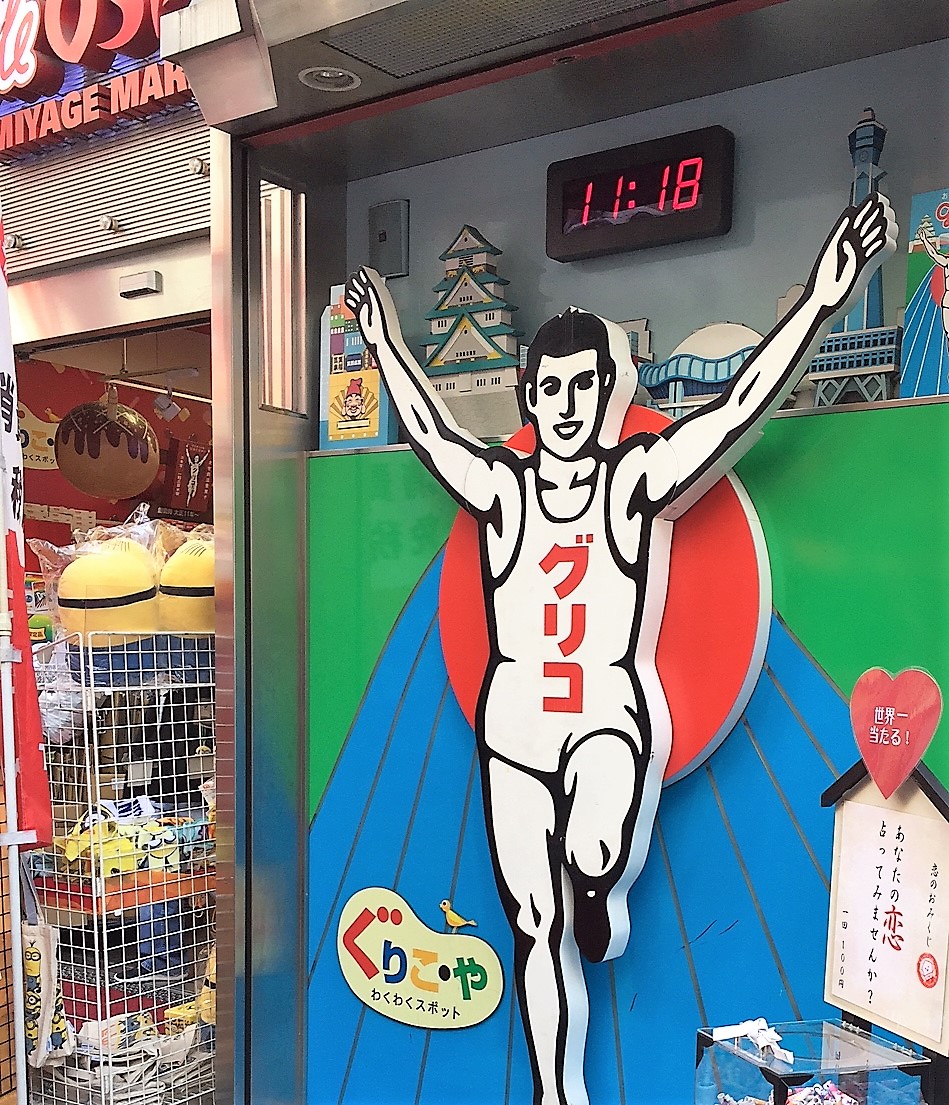 MIYAGE MAR
11:18
グリコ
ぐりこ・や
わくわくスポット
世界一
当たる！
恋のおみくじ
あなたの恋
占ってみませんか？
一回100円